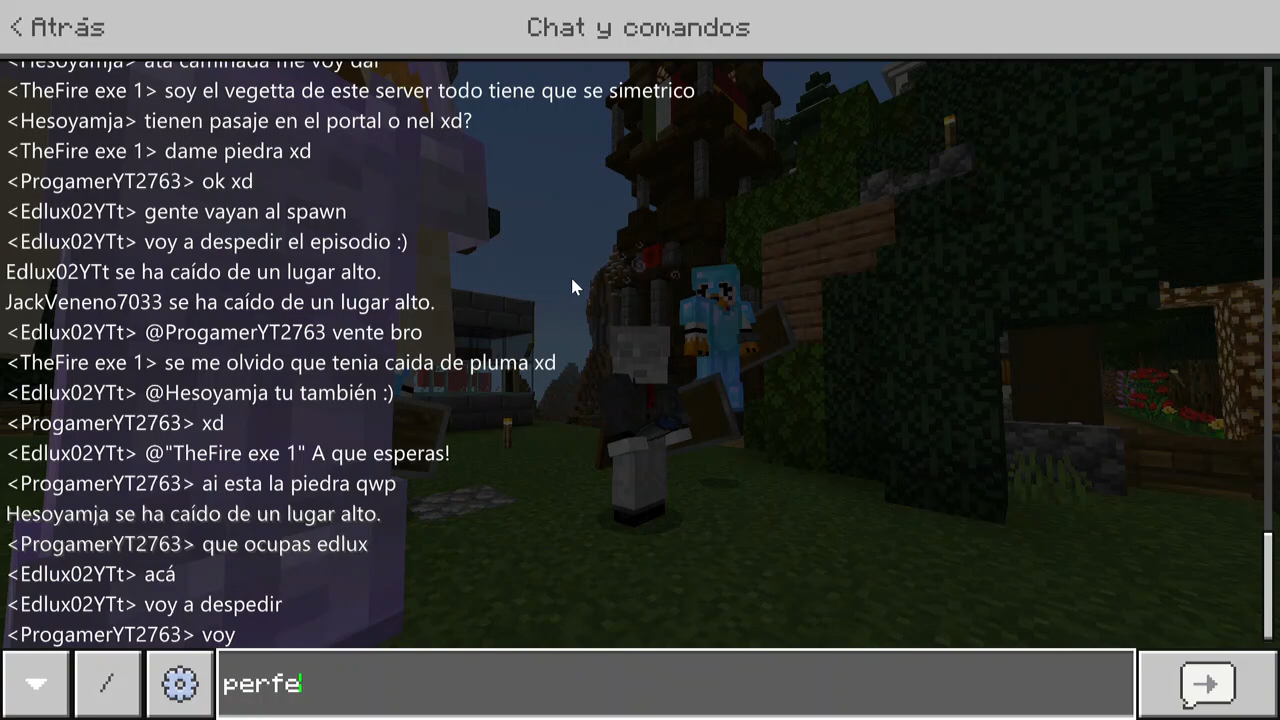 < Atrás
Chat y comandos
<Hesoyamja> ata caminada me voy dar
<TheFire exe 1> soy el vegetta de este server todo tiene que se simetrico
<Hesoyamja> tienen pasaje en el portal o nel xd?
<TheFire exe 1> dame piedra xd
<ProgamerYT2763> ok xd
<Edlux02YTt> gente vayan al spawn
<Edlux02YTt> voy a despedir el episodio :)
Edlux02YTt se ha caído de un lugar alto.
JackVeneno7033 se ha caído de un lugar alto.
<Edlux02YTt> @ProgamerYT2763 vente bro
<TheFire exe 1> se me olvido que tenia caida de pluma xd
<Edlux02YTt> @Hesoyamja tu también :)
<ProgamerYT2763> xd
<Edlux02YTt> @"TheFire exe 1" A que esperas!
<ProgamerYT2763> ai esta la piedra qwp
Hesoyamja se ha caído de un lugar alto.
<ProgamerYT2763> que ocupas edlux
<Edlux02YTt> acá
<Edlux02YTt> voy a despedir
<ProgamerYT2763> voy
/
perfe